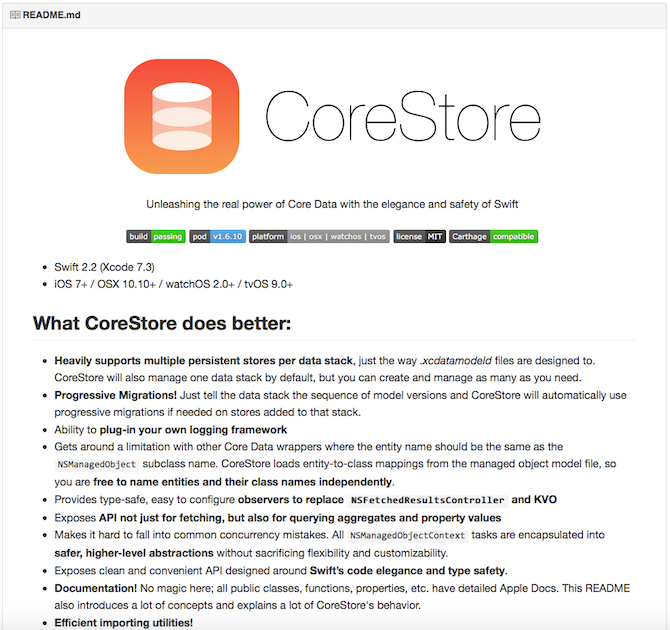 README.md
CoreStore
Unleashing the real power of Core Data with the elegance and safety of Swift
build passing pod v1.6.10 platform ios | osx | watchos | tvos license MIT Carthage compatible
• Swift 2.2 (Xcode 7.3)
• iOS 7+ / OSX 10.10+ / watchOS 2.0+ / tvOS 9.0+
What CoreStore does better:
• Heavily supports multiple persistent stores per data stack, just the way .xcdatamodeld files are designed to.
CoreStore will also manage one data stack by default, but you can create and manage as many as you need.
• Progressive Migrations! Just tell the data stack the sequence of model versions and CoreStore will automatically use
progressive migrations if needed on stores added to that stack.
• Ability to plug-in your own logging framework
• Gets around a limitation with other Core Data wrappers where the entity name should be the same as the
NSManagedObject subclass name. CoreStore loads entity-to-class mappings from the managed object model file, so
you are free to name entities and their class names independently.
• Provides type-safe, easy to configure observers to replace NSFetchedResultsController and KVO
• Exposes API not just for fetching, but also for querying aggregates and property values
• Makes it hard to fall into common concurrency mistakes. All NSManagedObjectContext tasks are encapsulated into
safer, higher-level abstractions without sacrificing flexibility and customizability.
• Exposes clean and convenient API designed around Swift's code elegance and type safety.
• Documentation! No magic here; all public classes, functions, properties, etc. have detailed Apple Docs. This README
also introduces a lot of concepts and explains a lot of CoreStore's behavior.
• Efficient importing utilities!